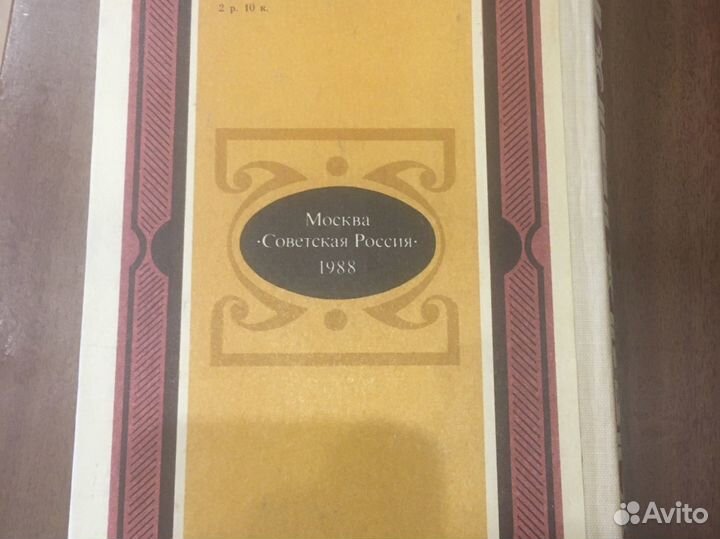 2 р. 10 к.
Москва
·Советская Россия·
1988
Avito